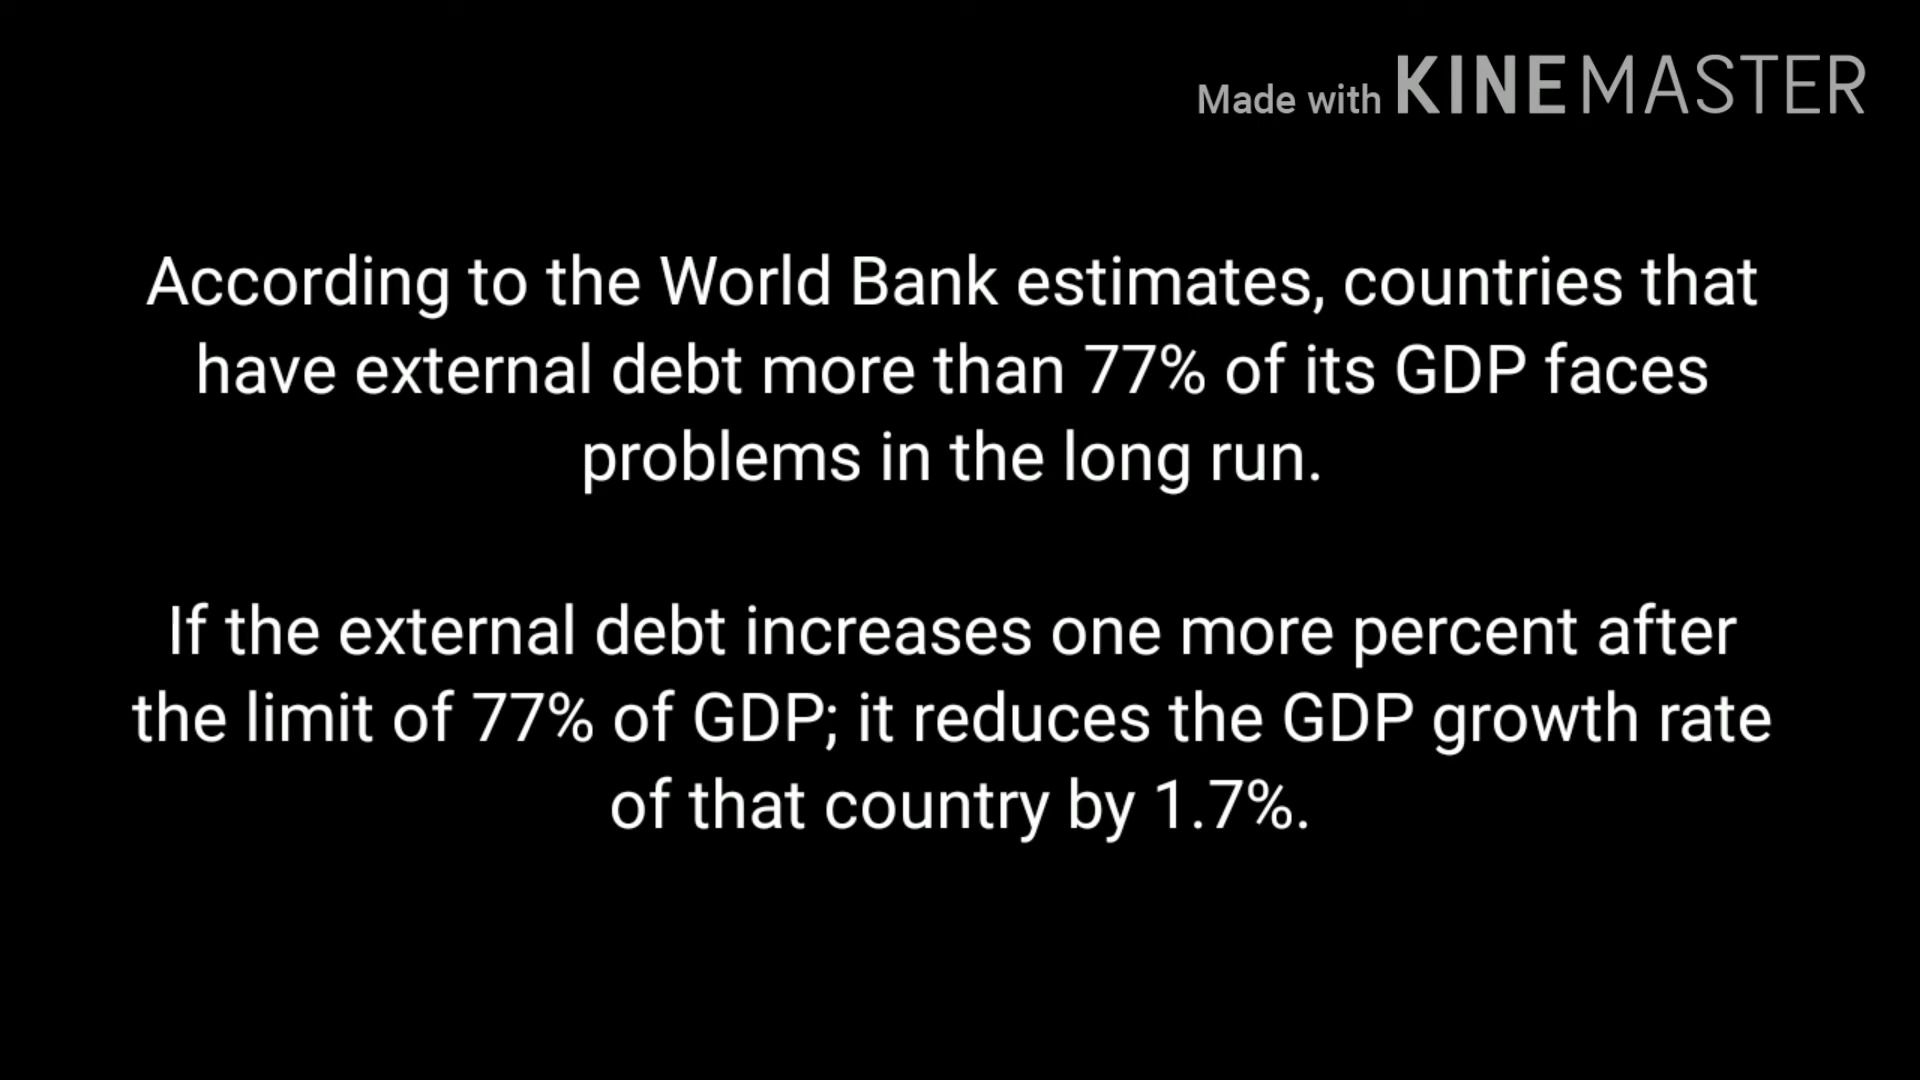 Made with KINEMASTER
According to the World Bank estimates, countries that
have external debt more than 77% of its GDP faces
problems in the long run.
If the external debt increases one more percent after
the limit of 77% of GDP; it reduces the GDP growth rate
of that country by 1.7%.